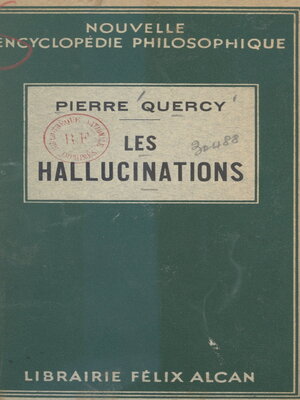 NOUVELLE
ENCYCLOPÉDIE PHILOSOPHIQUE
PIERRE QUERCY
R.F
LES
30488
HALLUCINATIONS
LIBRAIRIE FÉLIX ALCAN